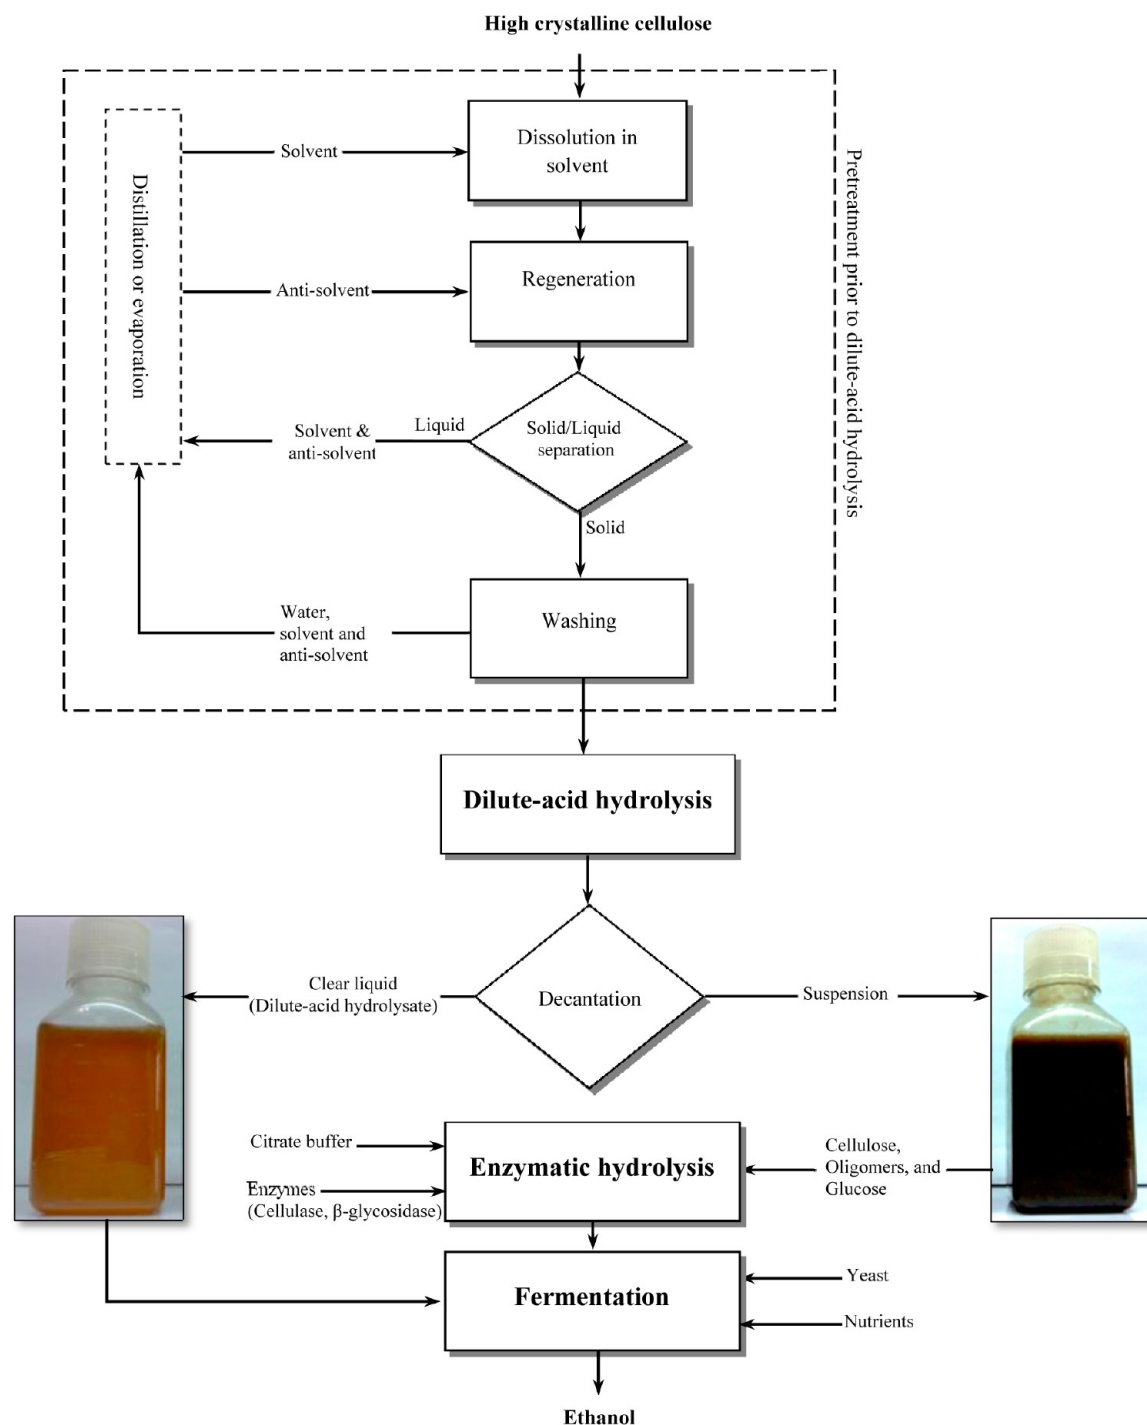 High crystalline cellulose
Dissolution in
solvent
Solvent
Distillation or evaporation
Pretreatment prior to dilute-acid hydrolysis
Regeneration
Anti-solvent
Solid/Liquid
separation
Liquid
Solvent &
anti-solvent
Solid
Washing
Water,
solvent and
anti-solvent
Dilute-acid hydrolysis
Clear liquid
(Dilute-acid hydrolysate)
Decantation
Suspension
Citrate buffer
Enzymes
(Cellulase, β-glycosidase)
Enzymatic hydrolysis
Cellulose,
Oligomers, and
Glucose
Fermentation
Yeast
Nutrients
Ethanol